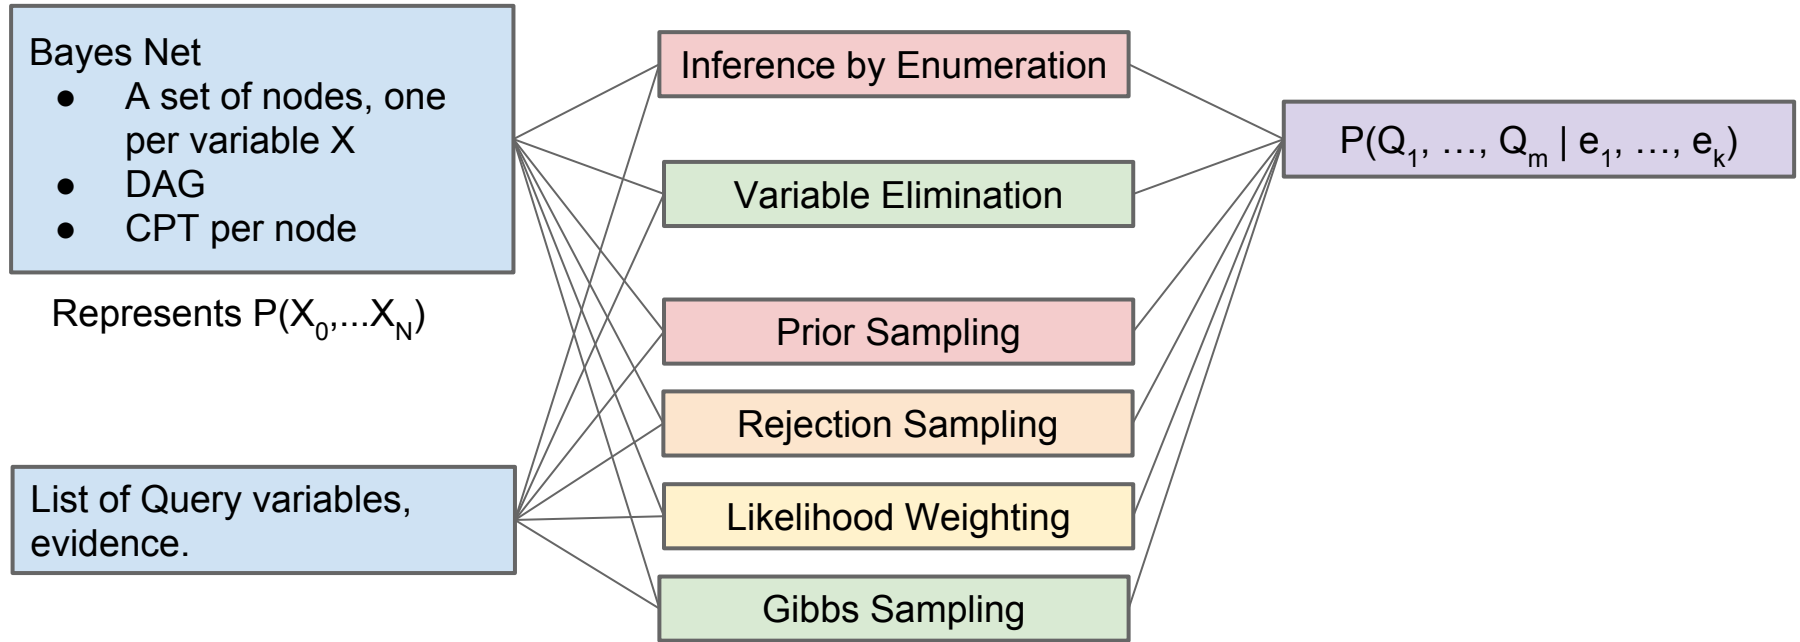 Bayes Net
● A set of nodes, one
per variable X
● DAG
● CPT per node
Represents P(X₀,...X_N)
List of Query variables,
evidence.
Inference by Enumeration
Variable Elimination
Prior Sampling
Rejection Sampling
Likelihood Weighting
Gibbs Sampling
P(Q₁, …, Qₘ | e₁, …, eₖ)